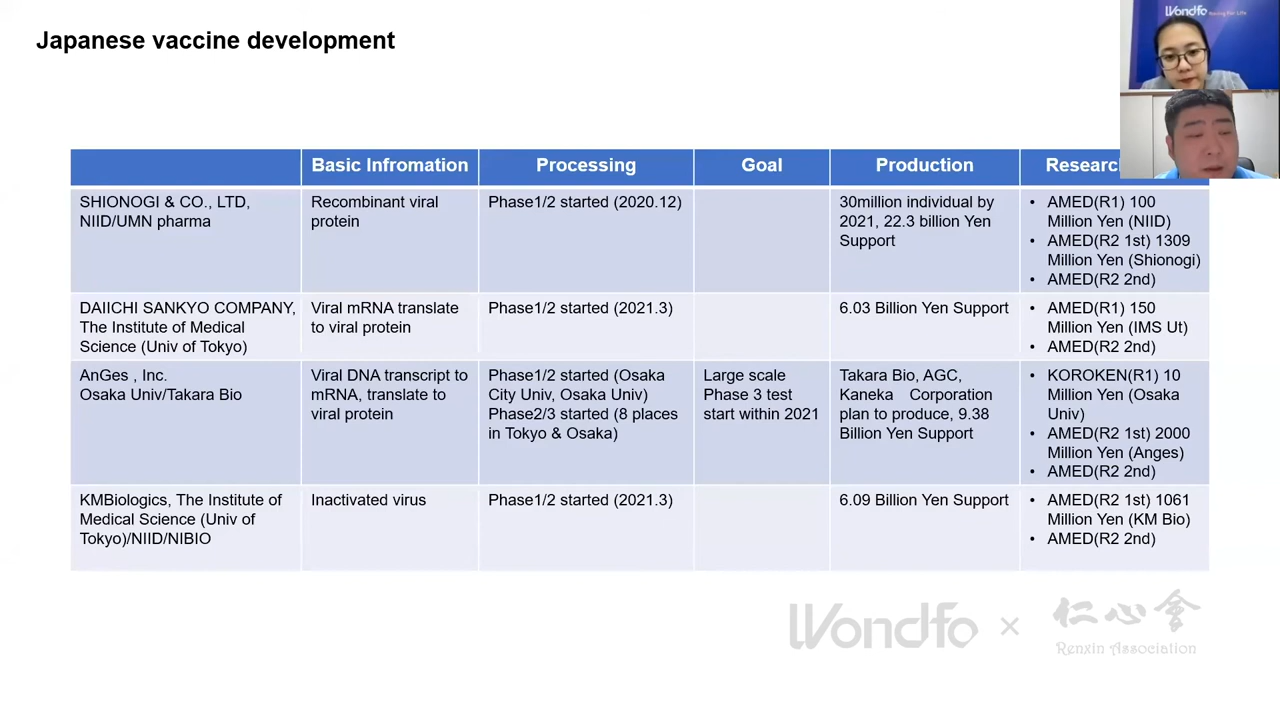 Japanese vaccine development
Wondfo
Basic Infromation
Processing
Goal
Production
Research
SHIONOGI & CO., LTD,
NIID/UMN pharma
Recombinant viral
protein
Phase1/2 started (2020.12)
30million individual by
2021, 22.3 billion Yen
Support
• AMED(R1) 100
Million Yen (NIID)
• AMED(R2 1st) 1309
Million Yen (Shionogi)
• AMED(R2 2nd)
DAIICHI SANKYO COMPANY,
The Institute of Medical
Science (Univ of Tokyo)
Viral mRNA translate
to viral protein
Phase1/2 started (2021.3)
6.03 Billion Yen Support
• AMED(R1) 150
Million Yen (IMS Ut)
• AMED(R2 2nd)
AnGes , Inc.
Osaka Univ/Takara Bio
Viral DNA transcript to
mRNA, translate to
viral protein
Phase1/2 started (Osaka
City Univ, Osaka Univ)
Phase2/3 started (8 places
in Tokyo & Osaka)
Large scale
Phase 3 test
start within 2021
Takara Bio, AGC,
Kaneka Corporation
plan to produce, 9.38
Billion Yen Support
• KOROKEN(R1) 10
Million Yen (Osaka
Univ)
• AMED(R2 1st) 2000
Million Yen (Anges)
• AMED(R2 2nd)
KMBiologics, The Institute of
Medical Science (Univ of
Tokyo)/NIID/NIBIO
Inactivated virus
Phase1/2 started (2021.3)
6.09 Billion Yen Support
• AMED(R2 1st) 1061
Million Yen (KM Bio)
• AMED(R2 2nd)
Wondfo × 仁心會
Renxin Association